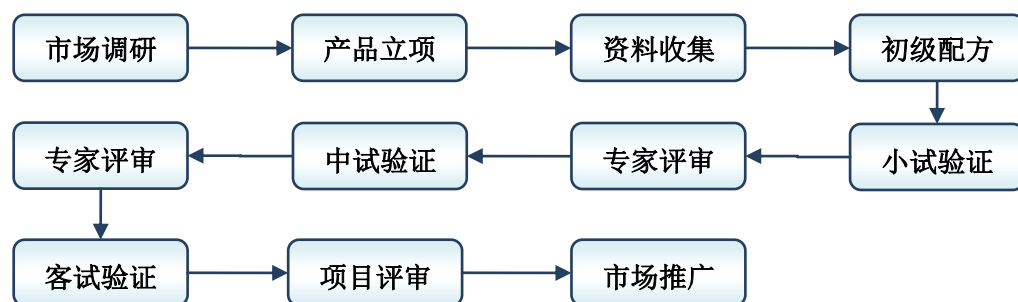 市场调研
产品立项
资料收集
初级配方
小试验证
专家评审
中试验证
专家评审
客试验证
项目评审
市场推广